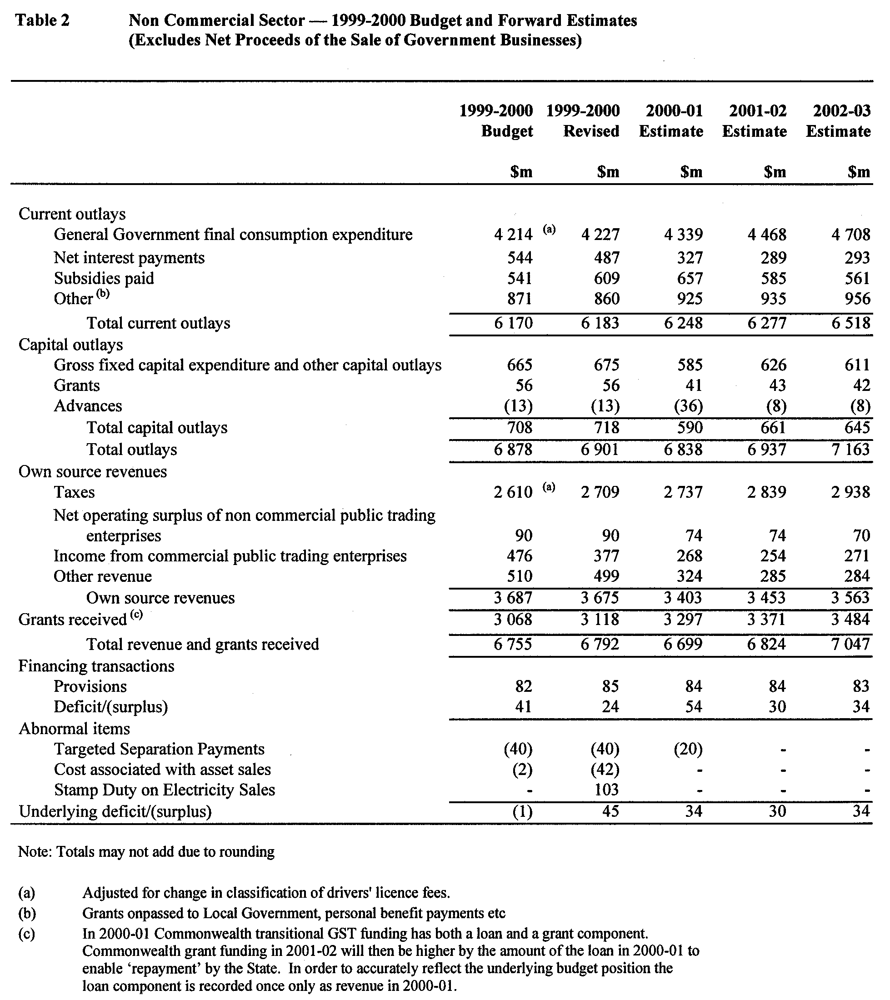 Table 2 Non Commercial Sector — 1999-2000 Budget and Forward Estimates
(Excludes Net Proceeds of the Sale of Government Businesses)
1999-2000 1999-2000 2000-01 2001-02 2002-03
Budget Revised Estimate Estimate Estimate
$m $m $m $m $m
Current outlays
General Government final consumption expenditure 4 214 (a) 4 227 4 339 4 468 4 708
Net interest payments 544 487 327 289 293
Subsidies paid 541 609 657 585 561
Other (b) 871 860 925 935 956
Total current outlays 6 170 6 183 6 248 6 277 6 518
Capital outlays
Gross fixed capital expenditure and other capital outlays 665 675 585 626 611
Grants 56 56 41 43 42
Advances (13) (13) (36) (8) (8)
Total capital outlays 708 718 590 661 645
Total outlays 6 878 6 901 6 838 6 937 7 163
Own source revenues
Taxes 2 610 (a) 2 709 2 737 2 839 2 938
Net operating surplus of non commercial public trading
enterprises 90 90 74 74 70
Income from commercial public trading enterprises 476 377 268 254 271
Other revenue 510 499 324 285 284
Own source revenues 3 687 3 675 3 403 3 453 3 563
Grants received (c) 3 068 3 118 3 297 3 371 3 484
Total revenue and grants received 6 755 6 792 6 699 6 824 7 047
Financing transactions
Provisions 82 85 84 84 83
Deficit/(surplus) 41 24 54 30 34
Abnormal items
Targeted Separation Payments (40) (40) (20) - -
Cost associated with asset sales (2) (42) - - -
Stamp Duty on Electricity Sales - 103 - - -
Underlying deficit/(surplus) (1) 45 34 30 34
Note: Totals may not add due to rounding
(a) Adjusted for change in classification of drivers' licence fees.
(b) Grants onpassed to Local Government, personal benefit payments etc
(c) In 2000-01 Commonwealth transitional GST funding has both a loan and a grant component.
Commonwealth grant funding in 2001-02 will then be higher by the amount of the loan in 2000-01 to
enable ‘repayment’ by the State. In order to accurately reflect the underlying budget position the
loan component is recorded once only as revenue in 2000-01.